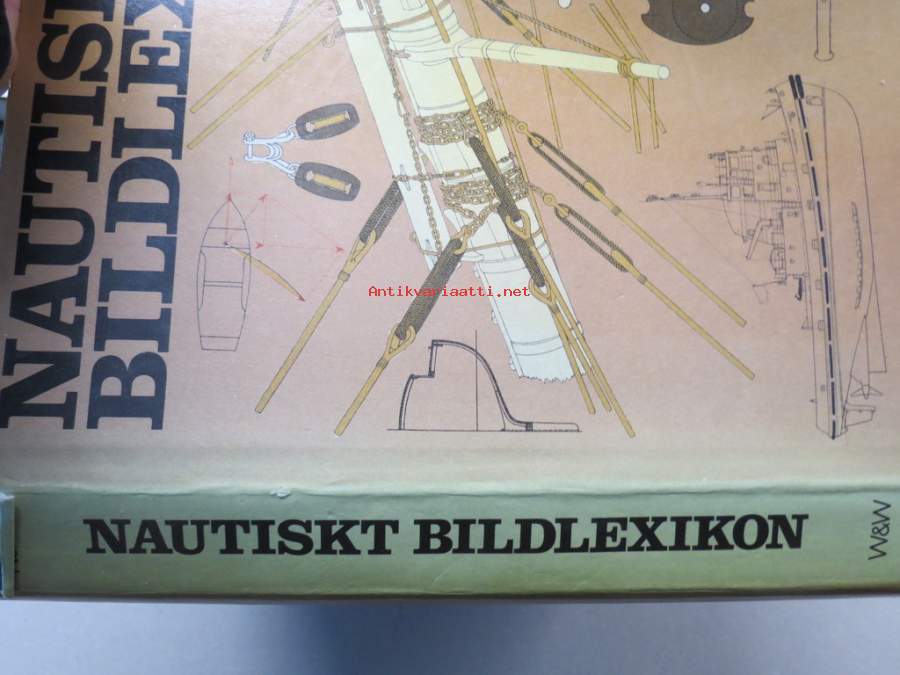 NAUTISK
BILDLEX
Antikvariaatti.net
NAUTISKT BILDLEXIKON
W&W